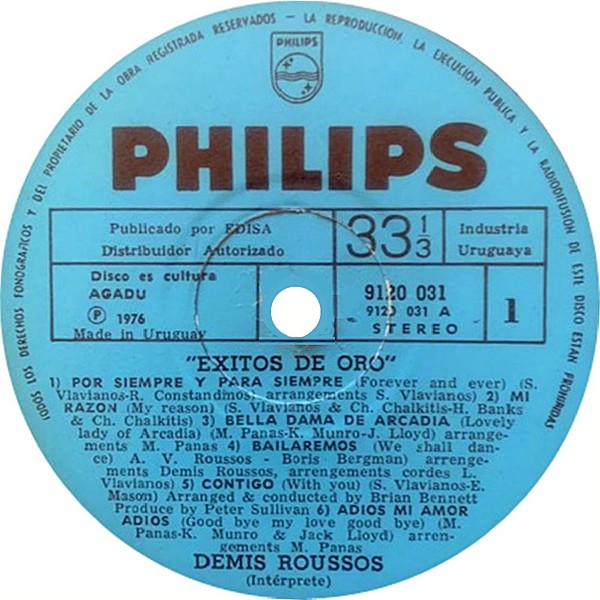 TODOS LOS DERECHOS FONOGRAFICOS Y DEL PROPIETARIO DE LA OBRA REGISTRADA RESERVADOS - LA REPRODUCCION, LA EJECUCION PUBLICA Y LA RADIODIFUSION DE ESTE DISCO ESTAN PROHIBIDAS
PHILIPS
PHILIPS
Publicado por EDISA
Distribuidor Autorizado
33 1/3
Industria
Uruguaya
Disco es cultura
AGADU
Ⓟ 1976
Made in Uruguay
9120 031
9120 031 A
STEREO
1
"EXITOS DE ORO"
1) POR SIEMPRE Y PARA SIEMPRE (Forever and ever) (S.
Vlavianos-R. Constandinos) arrangements S. Vlavianos) 2) MI
RAZON (My reason) (S. Vlavianos & Ch. Chalkitis-H. Banks
& Ch. Chalkitis) 3) BELLA DAMA DE ARCADIA (Lovely
lady of Arcadia) (M. Panas-K. Munro-J. Lloyd) arrange-
ments M. Panas 4) BAILAREMOS (We shall dan-
ce) A. V. Roussos - Boris Bergman) arrange-
ments Demis Roussos, arrangements cordes L.
Vlavianos) 5) CONTIGO (With you) (S. Vlavianos-E.
Mason) Arranged & conducted by Brian Bennett
Produce by Peter Sullivan 6) ADIOS MI AMOR
ADIOS (Good bye my love good bye) (M.
Panas-K. Munro & Jack Lloyd) arran-
gements M. Panas
DEMIS ROUSSOS
(Intérprete)